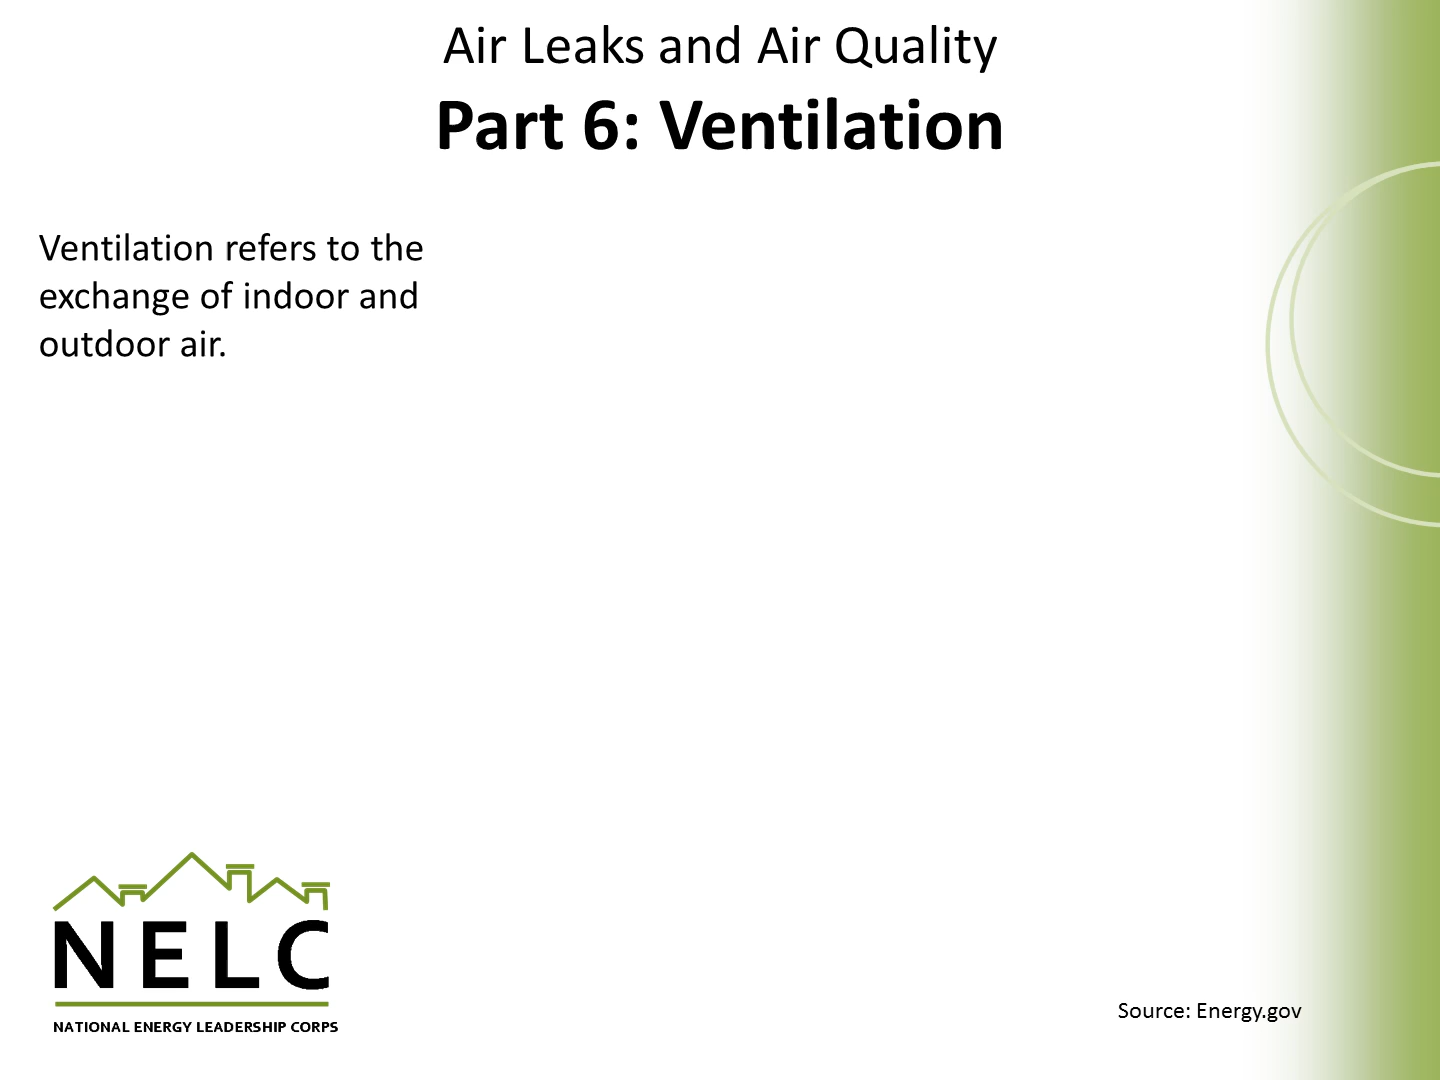 Air Leaks and Air Quality
Part 6: Ventilation
Ventilation refers to the
exchange of indoor and
outdoor air.
NELC
NATIONAL ENERGY LEADERSHIP CORPS
Source: Energy.gov